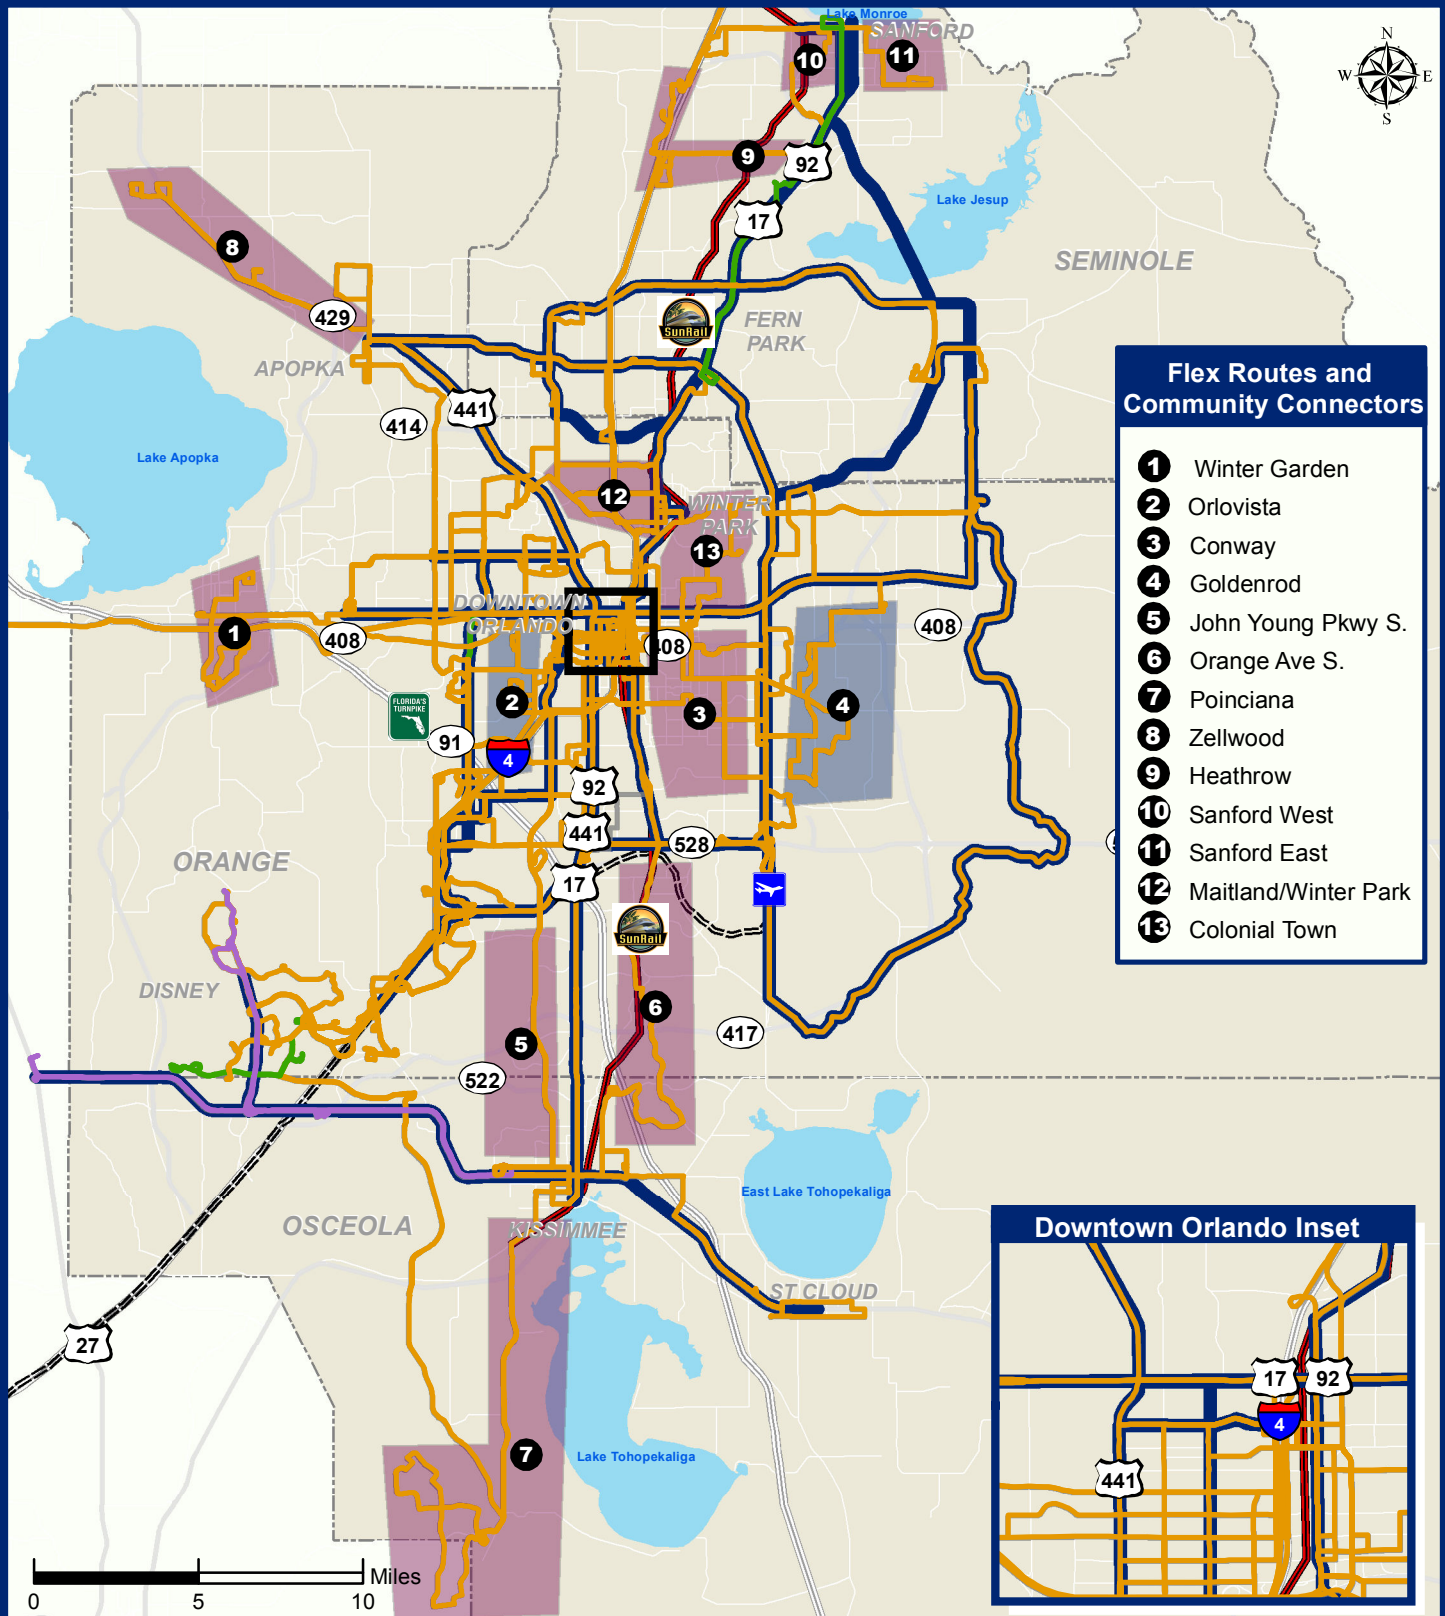 Lake Monroe
SANFORD
10
11
N
W
E
S
9
92
17
Lake Jesup
SEMINOLE
8
429
SunRail
FERN
PARK
APOPKA
441
414
Lake Apopka
Flex Routes and
Community Connectors
1 Winter Garden
2 Orlovista
3 Conway
4 Goldenrod
5 John Young Pkwy S.
6 Orange Ave S.
7 Poinciana
8 Zellwood
9 Heathrow
10 Sanford West
11 Sanford East
12 Maitland/Winter Park
13 Colonial Town
12
WINTER
PARK
13
DOWNTOWN
ORLANDO
1
408
408
408
2
3
4
FLORIDA'S
TURNPIKE
91
4
92
441
528
17
ORANGE
SunRail
DISNEY
6
5
417
522
East Lake Tohopekaliga
OSCEOLA
KISSIMMEE
ST CLOUD
27
7
Lake Tohopekaliga
Downtown Orlando Inset
17
92
4
441
Miles
0
5
10